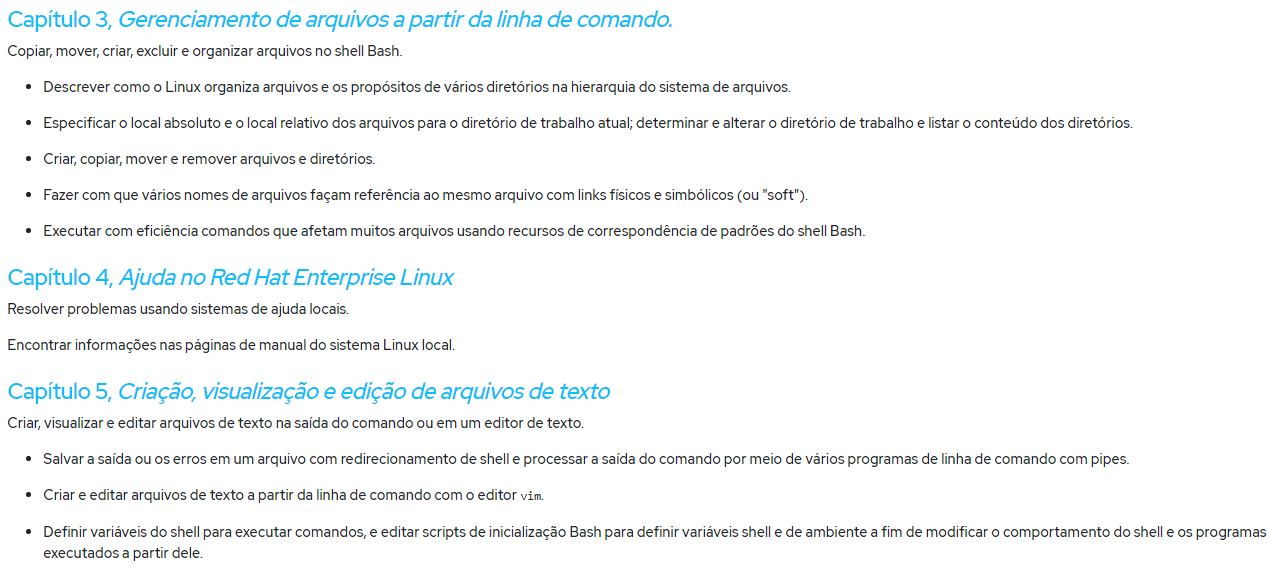 Capítulo 3, Gerenciamento de arquivos a partir da linha de comando.
Copiar, mover, criar, excluir e organizar arquivos no shell Bash.
• Descrever como o Linux organiza arquivos e os propósitos de vários diretórios na hierarquia do sistema de arquivos.
• Especificar o local absoluto e o local relativo dos arquivos para o diretório de trabalho atual; determinar e alterar o diretório de trabalho e listar o conteúdo dos diretórios.
• Criar, copiar, mover e remover arquivos e diretórios.
• Fazer com que vários nomes de arquivos façam referência ao mesmo arquivo com links físicos e simbólicos (ou "soft").
• Executar com eficiência comandos que afetam muitos arquivos usando recursos de correspondência de padrões do shell Bash.
Capítulo 4, Ajuda no Red Hat Enterprise Linux
Resolver problemas usando sistemas de ajuda locais.
Encontrar informações nas páginas de manual do sistema Linux local.
Capítulo 5, Criação, visualização e edição de arquivos de texto
Criar, visualizar e editar arquivos de texto na saída do comando ou em um editor de texto.
• Salvar a saída ou os erros em um arquivo com redirecionamento de shell e processar a saída do comando por meio de vários programas de linha de comando com pipes.
• Criar e editar arquivos de texto a partir da linha de comando com o editor vim.
• Definir variáveis do shell para executar comandos, e editar scripts de inicialização Bash para definir variáveis shell e de ambiente a fim de modificar o comportamento do shell e os programas
executados a partir dele.